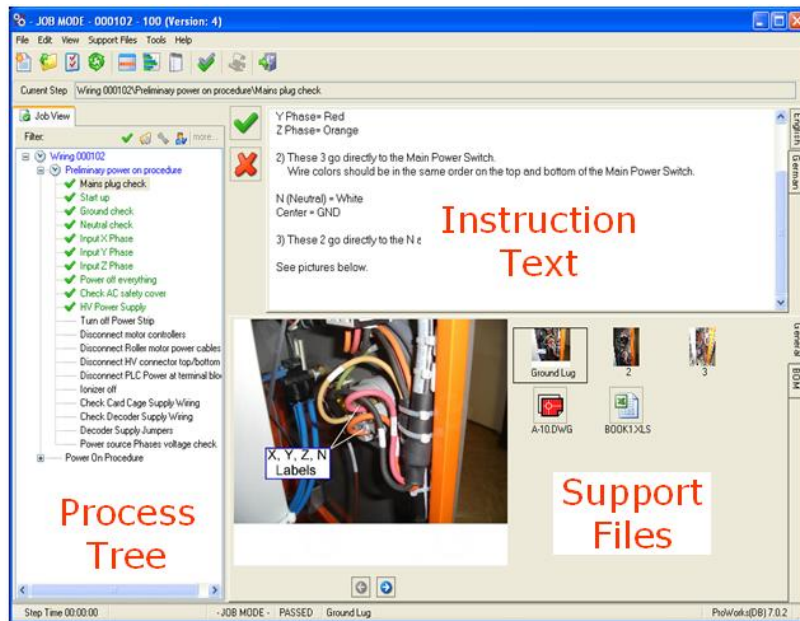 - JOB MODE - 000102 - 100 (Version: 4)
File Edit View Support Files Tools Help
Current Step Wiring 000102\Preliminary power on procedure\Mains plug check
Job View
Filter: more...
Wiring 000102
Preliminary power on procedure
Mains plug check
Start up
Ground check
Neutral check
Input X Phase
Input Y Phase
Input Z Phase
Power off everything
Check AC safety cover
HV Power Supply
Turn off Power Strip
Disconnect motor controllers
Disconnect Roller motor power cables
Disconnect HV connector top/bottom
Disconnect PLC Power at terminal bloc
Ionizer off
Check Card Cage Supply Wiring
Check Decoder Supply Wiring
Decoder Supply Jumpers
Power source Phases voltage check
Power On Procedure
Process
Tree
Y Phase= Red
Z Phase= Orange
2) These 3 go directly to the Main Power Switch.
Wire colors should be in the same order on the top and bottom of the Main Power Switch.
N (Neutral) = White
Center = GND
3) These 2 go directly to the N
See pictures below.
Instruction
Text
English
German
X, Y, Z, N
Labels
Ground Lug
2
3
A-10.DWG
BOOK1.XLS
General
BOM
Support
Files
Step Time 00:00:00 - JOB MODE - PASSED Ground Lug ProWorks(DB) 7.0.2